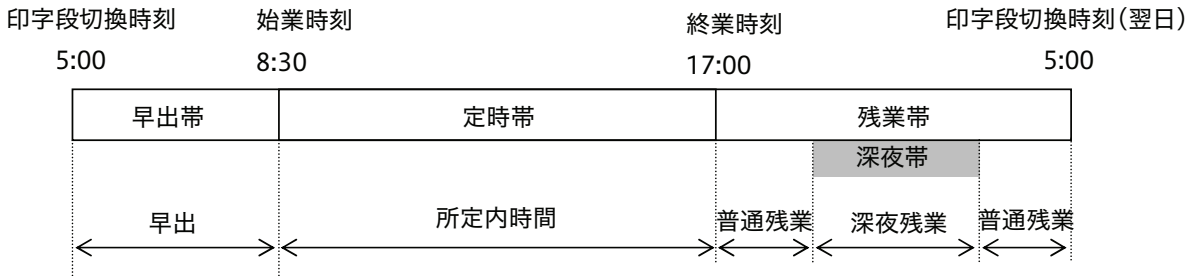 印字段切換時刻 始業時刻 終業時刻 印字段切換時刻(翌日)
5:00 8:30 17:00 5:00
早出帯 定時帯 残業帯
深夜帯
早出 所定内時間 普通残業 深夜残業 普通残業